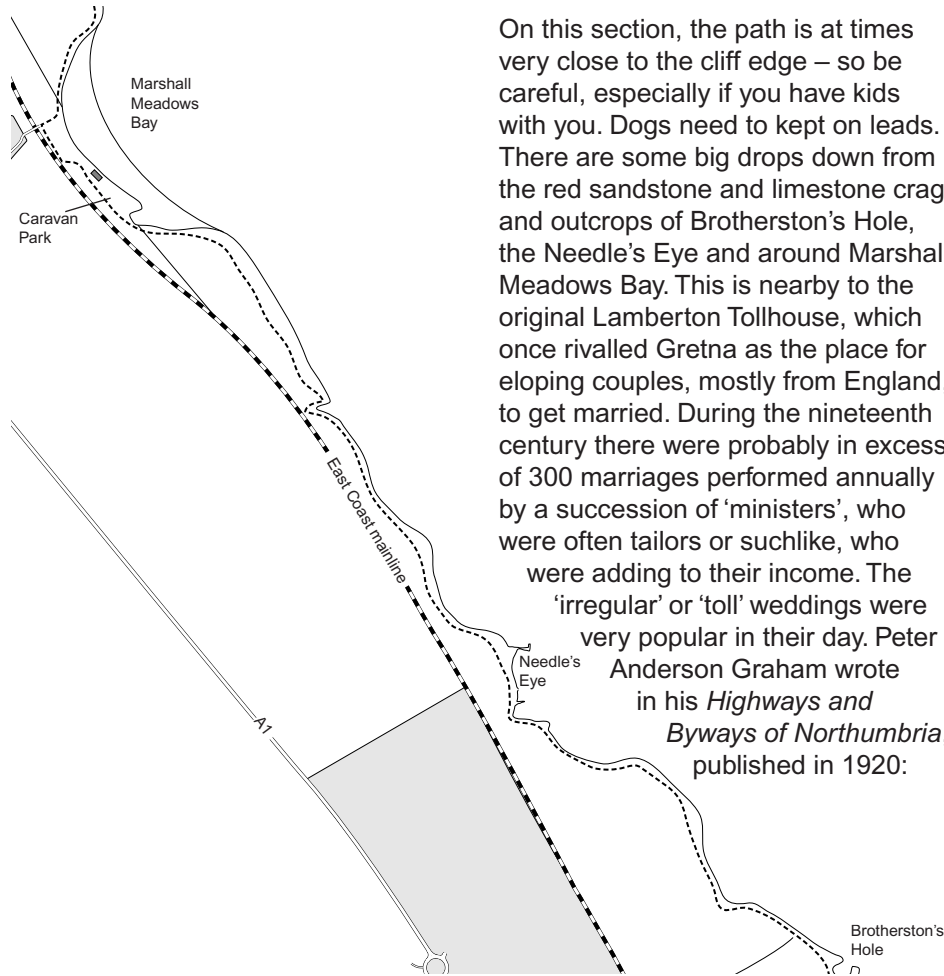 On this section, the path is at times
very close to the cliff edge – so be
careful, especially if you have kids
with you. Dogs need to kept on leads.
There are some big drops down from
the red sandstone and limestone crag
and outcrops of Brotherston's Hole,
the Needle's Eye and around Marshal
Meadows Bay. This is nearby to the
original Lamberton Tollhouse, which
once rivalled Gretna as the place for
eloping couples, mostly from England,
to get married. During the nineteenth
century there were probably in excess
of 300 marriages performed annually
by a succession of ‘ministers’, who
were often tailors or suchlike, who
were adding to their income. The
‘irregular’ or ‘toll’ weddings were
very popular in their day. Peter
Anderson Graham wrote
in his Highways and
Byways of Northumbria,
published in 1920:
Marshall
Meadows
Bay
Caravan
Park
East Coast mainline
Needle's
Eye
A1
Brotherston's
Hole